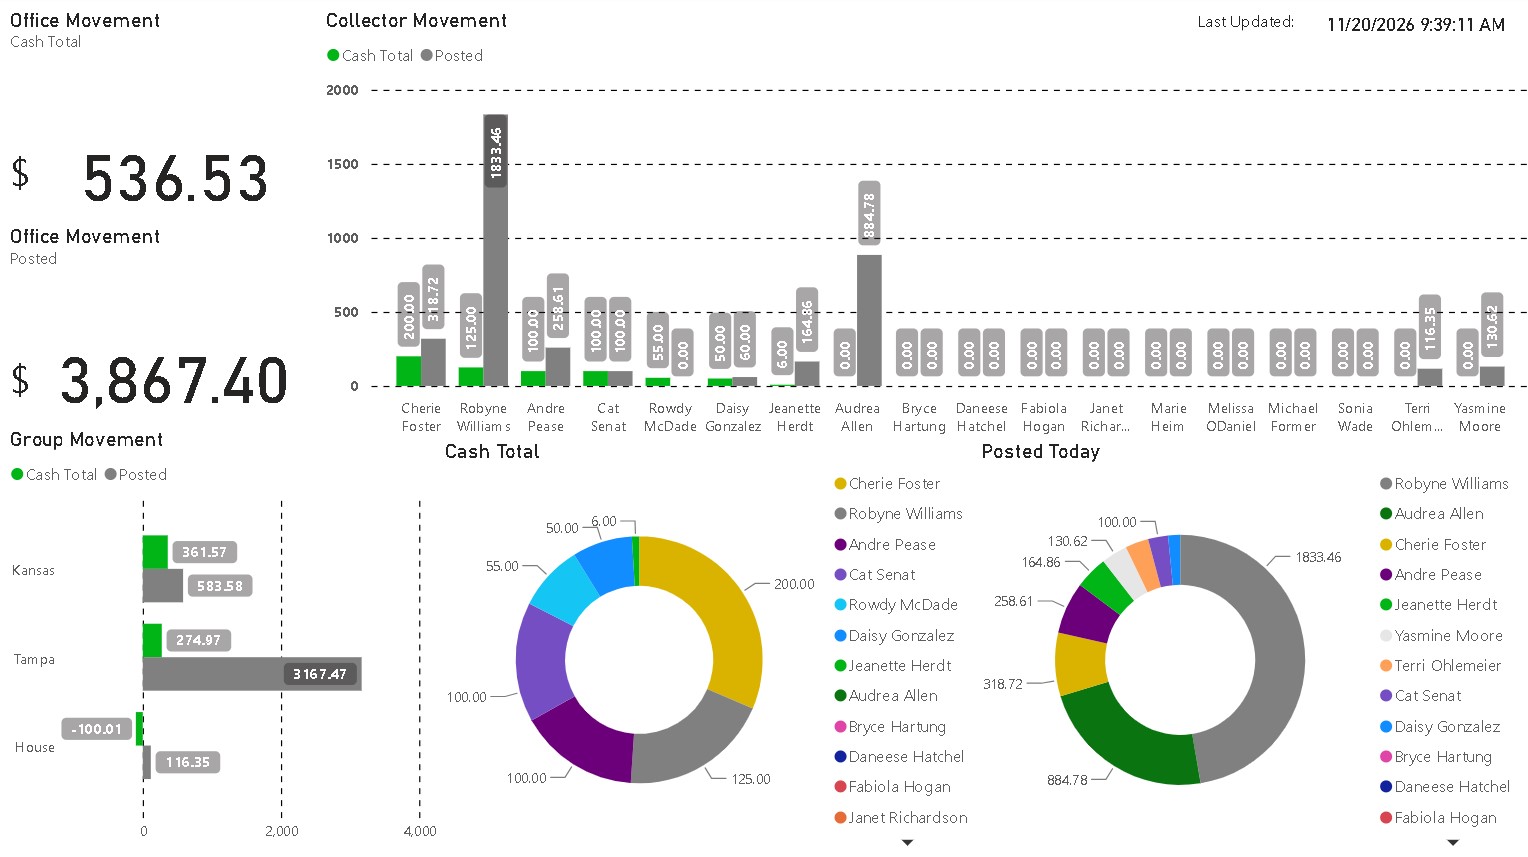 Office Movement
Cash Total
$ 536.53
Office Movement
Posted
$ 3,867.40
Collector Movement
Cash Total Posted
Last Updated: 11/20/2026 9:39:11 AM
2000
1500
1000
500
0
200.00 318.72
125.00 1833.46
100.00 258.61
100.00 100.00
55.00 0.00
50.00 60.00
6.00 164.86
0.00 884.78
0.00 0.00
0.00 0.00
0.00 0.00
0.00 0.00
0.00 0.00
0.00 0.00
0.00 0.00
0.00 0.00
0.00 116.35
0.00 130.62
Cherie Foster
Robyne Williams
Andre Pease
Cat Senat
Rowdy McDade
Daisy Gonzalez
Jeanette Herdt
Audrea Allen
Bryce Hartung
Daneese Hatchel
Fabiola Hogan
Janet Richar...
Marie Heim
Melissa ODaniel
Michael Former
Sonia Wade
Terri Ohlem...
Yasmine Moore
Group Movement
Cash Total Posted
Kansas
361.57
583.58
Tampa
274.97
3167.47
House
-100.01
116.35
0 2,000 4,000
Cash Total
200.00
125.00
100.00
100.00
55.00
50.00
6.00
Cherie Foster
Robyne Williams
Andre Pease
Cat Senat
Rowdy McDade
Daisy Gonzalez
Jeanette Herdt
Audrea Allen
Bryce Hartung
Daneese Hatchel
Fabiola Hogan
Janet Richardson
Posted Today
1833.46
884.78
318.72
258.61
164.86
130.62
100.00
Robyne Williams
Audrea Allen
Cherie Foster
Andre Pease
Jeanette Herdt
Yasmine Moore
Terri Ohlemeier
Cat Senat
Daisy Gonzalez
Bryce Hartung
Daneese Hatchel
Fabiola Hogan